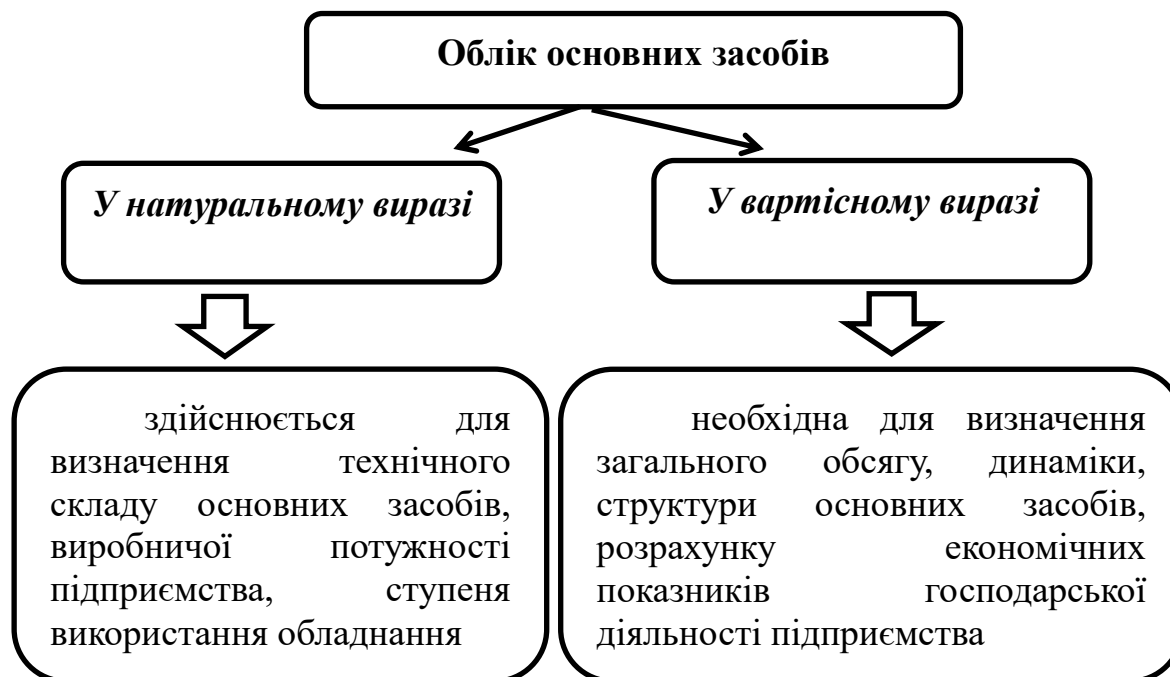 Облік основних засобів
У натуральному виразі
У вартісному виразі
здійснюється для
визначення технічного
складу основних засобів,
виробничої потужності
підприємства, ступеня
використання обладнання
необхідна для визначення
загального обсягу, динаміки,
структури основних засобів,
розрахунку економічних
показників господарської
діяльності підприємства